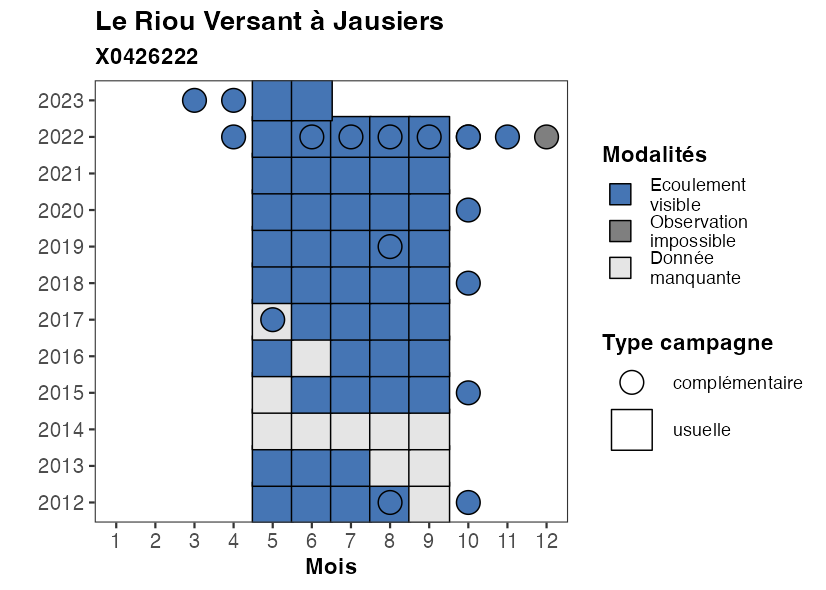 Le Riou Versant à Jausiers
X0426222
2023
2022
2021
2020
2019
2018
2017
2016
2015
2014
2013
2012
1 2 3 4 5 6 7 8 9 10 11 12
Mois
Modalités
Ecoulement
visible
Observation
impossible
Donnée
manquante
Type campagne
complémentaire
usuelle